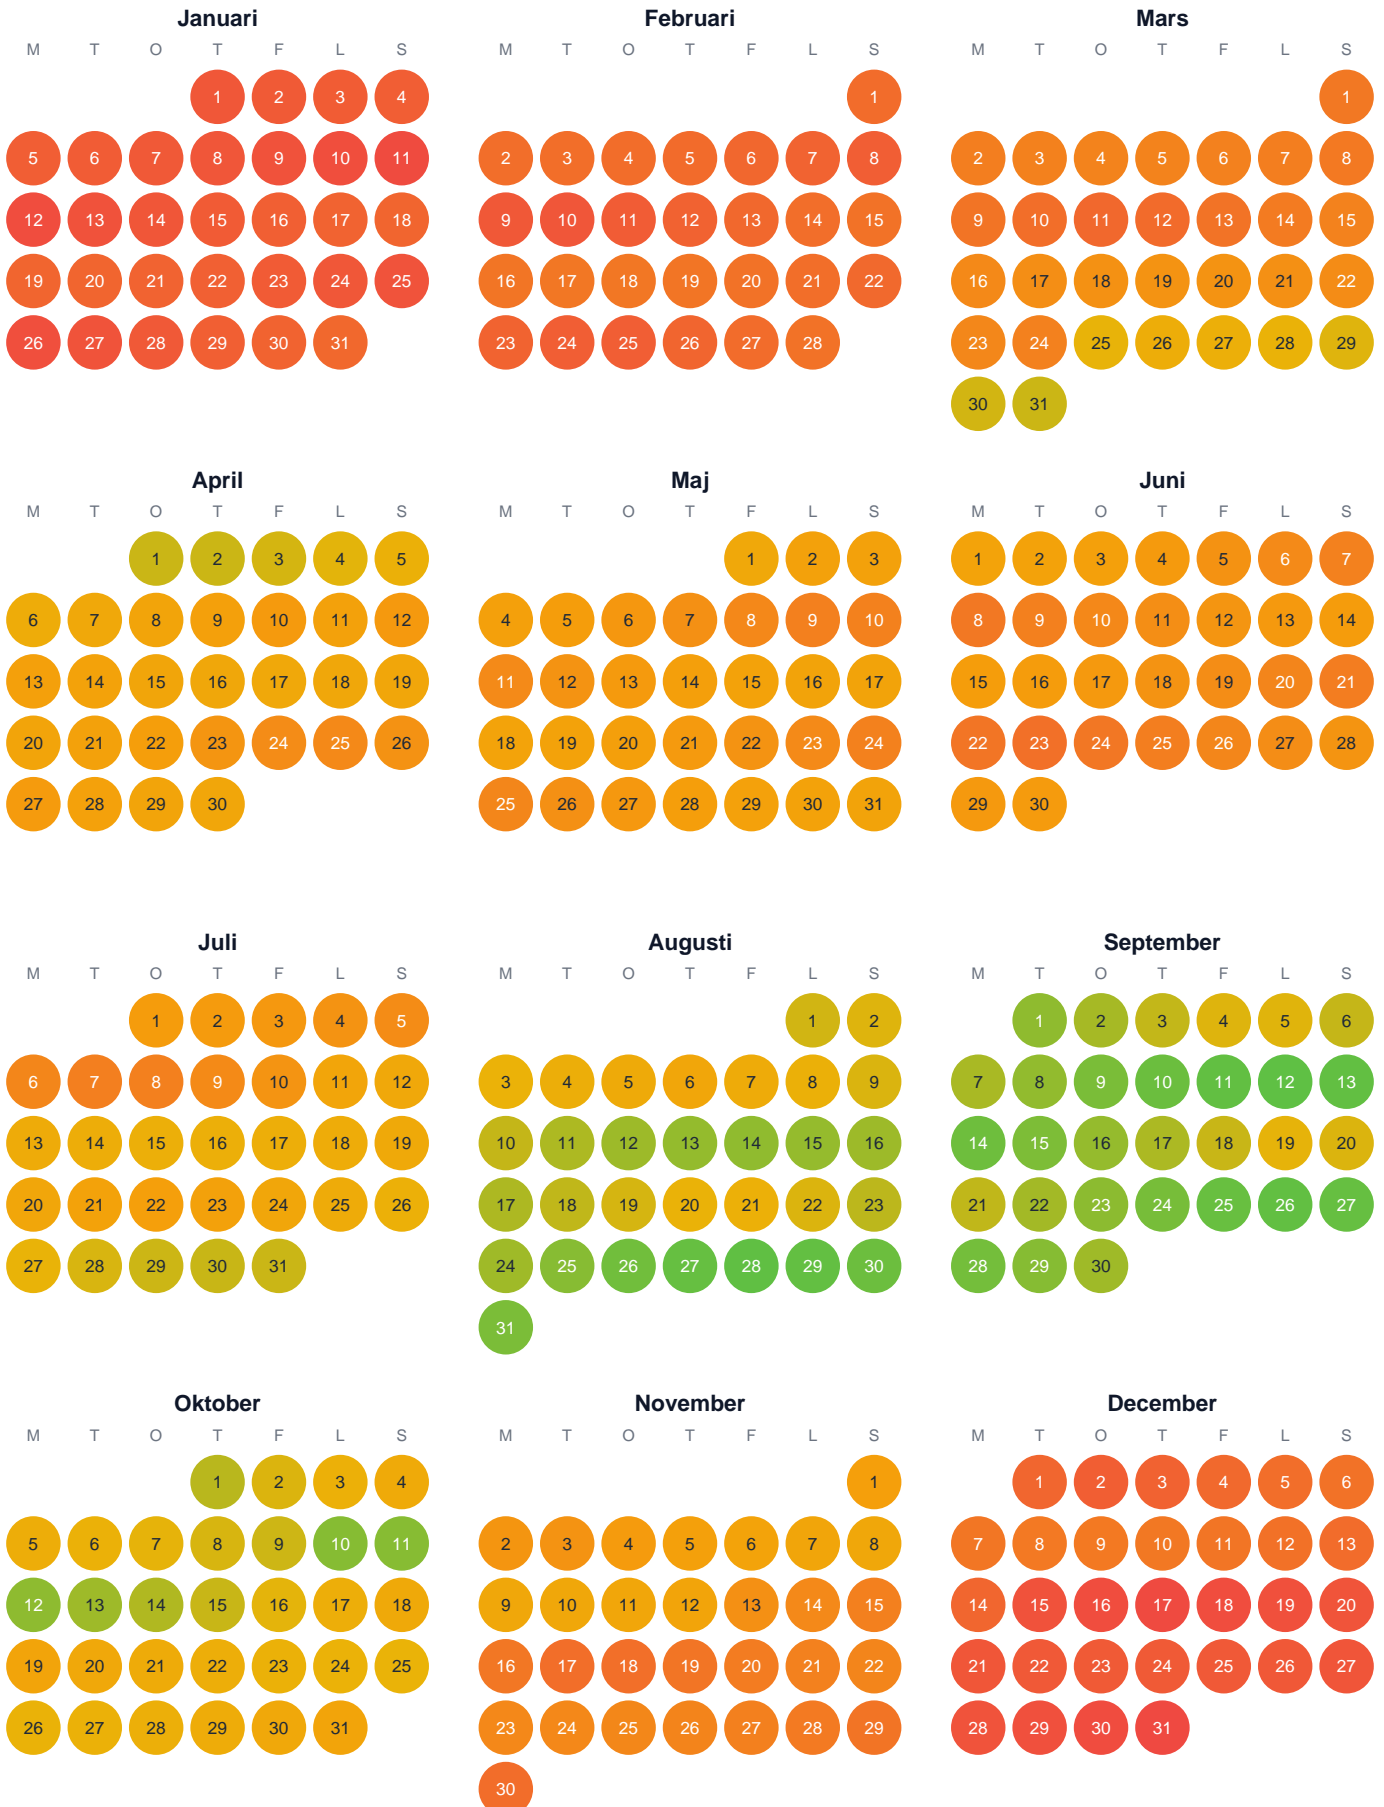 Januari Februari Mars
M T O T F L S M T O T F L S M T O T F L S
1 2 3 4 1 1
5 6 7 8 9 10 11 2 3 4 5 6 7 8 2 3 4 5 6 7 8
12 13 14 15 16 17 18 9 10 11 12 13 14 15 9 10 11 12 13 14 15
19 20 21 22 23 24 25 16 17 18 19 20 21 22 16 17 18 19 20 21 22
26 27 28 29 30 31 23 24 25 26 27 28 23 24 25 26 27 28 29
30 31
April Maj Juni
M T O T F L S M T O T F L S M T O T F L S
1 2 3 4 5 1 2 3 1 2 3 4 5 6 7
6 7 8 9 10 11 12 4 5 6 7 8 9 10 8 9 10 11 12 13 14
13 14 15 16 17 18 19 11 12 13 14 15 16 17 15 16 17 18 19 20 21
20 21 22 23 24 25 26 18 19 20 21 22 23 24 22 23 24 25 26 27 28
27 28 29 30 25 26 27 28 29 30 31 29 30
Juli Augusti September
M T O T F L S M T O T F L S M T O T F L S
1 2 3 4 5 1 2 1 2 3 4 5 6
6 7 8 9 10 11 12 3 4 5 6 7 8 9 7 8 9 10 11 12 13
13 14 15 16 17 18 19 10 11 12 13 14 15 16 14 15 16 17 18 19 20
20 21 22 23 24 25 26 17 18 19 20 21 22 23 21 22 23 24 25 26 27
27 28 29 30 31 24 25 26 27 28 29 30 28 29 30
31
Oktober November December
M T O T F L S M T O T F L S M T O T F L S
1 2 3 4 1 1 2 3 4 5 6
5 6 7 8 9 10 11 2 3 4 5 6 7 8 7 8 9 10 11 12 13
12 13 14 15 16 17 18 9 10 11 12 13 14 15 14 15 16 17 18 19 20
19 20 21 22 23 24 25 16 17 18 19 20 21 22 21 22 23 24 25 26 27
26 27 28 29 30 31 23 24 25 26 27 28 29 28 29 30 31
30